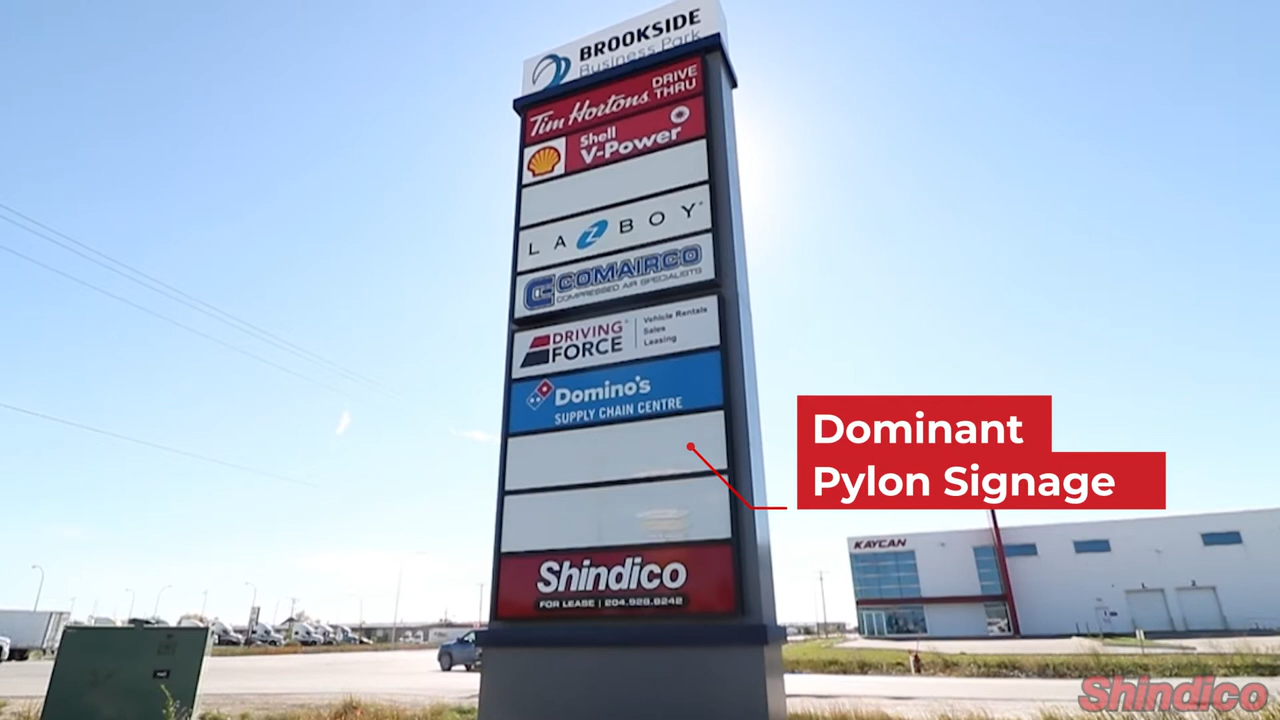 BROOKSIDE
Business Park
Tim Hortons DRIVE THRU
Shell
V-Power
LA Z BOY
COMAIRCO
COMPRESSED AIR SPECIALISTS
DRIVING
FORCE
Vehicle Rentals
Sales
Leasing
Domino's
SUPPLY CHAIN CENTRE
Dominant
Pylon Signage
KAYCAN
Shindico
FOR LEASE | 204.928.8242
Shindico